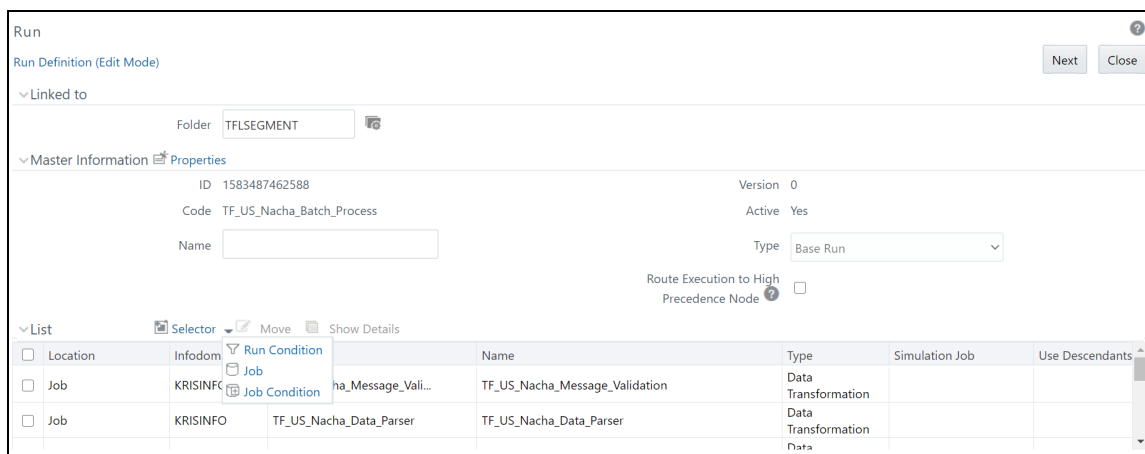 Run
Run Definition (Edit Mode)
Next Close
Linked to
Folder TFLSEGMENT
Master Information Properties
ID 1583487462588 Version 0
Code TF_US_Nacha_Batch_Process Active Yes
Name Type Base Run
Route Execution to High
Precedence Node
List Selector Move Show Details
Run Condition
Job
Job Condition
Location Infodom Name Type Simulation Job Use Descendants
Job KRISINFO ha_Message_Vali... TF_US_Nacha_Message_Validation Data
Transformation
Job KRISINFO TF_US_Nacha_Data_Parser TF_US_Nacha_Data_Parser Data
Transformation
Data